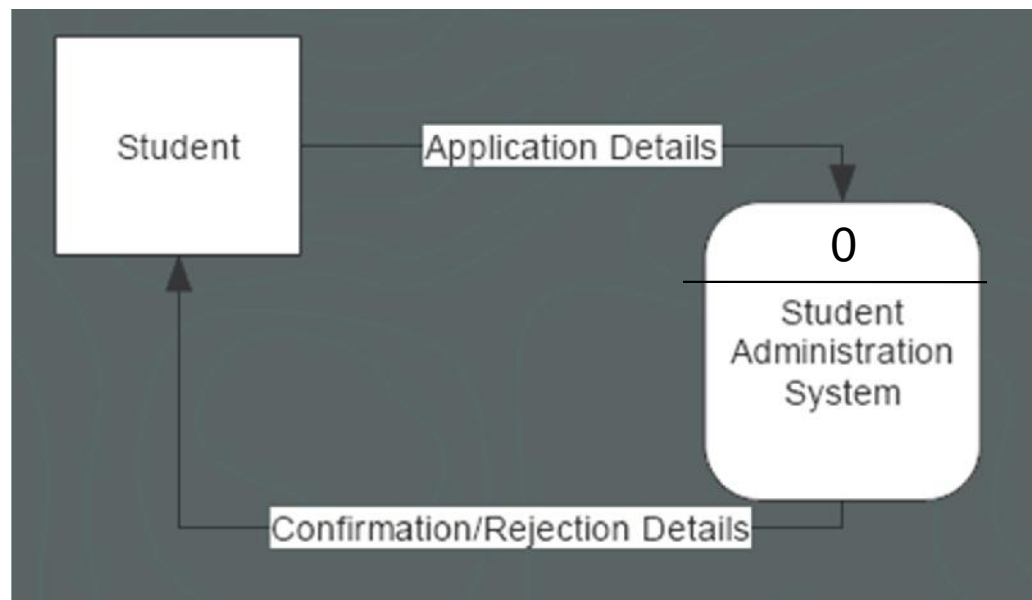 Student
Application Details
0
Student
Administration
System
Confirmation/Rejection Details